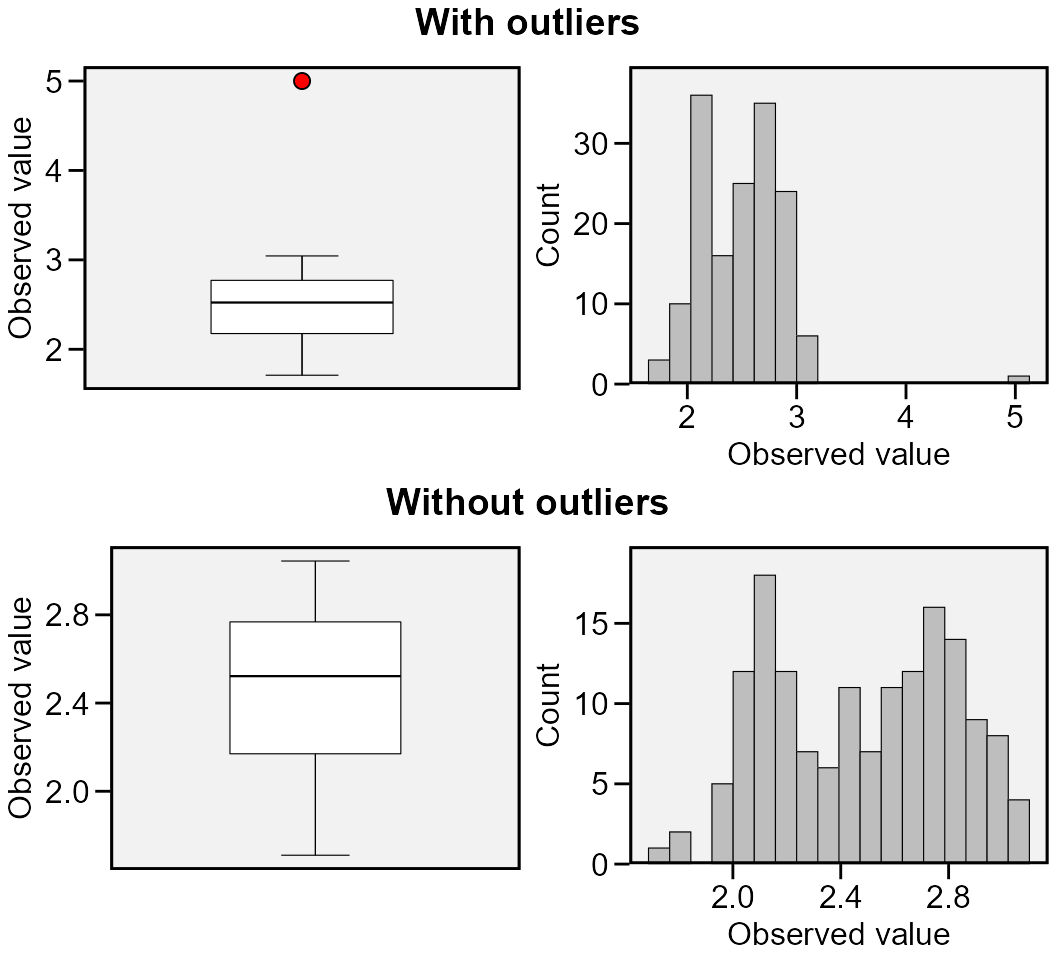 With outliers
Observed value
5
4
3
2
Count
30
20
10
0
2 3 4 5
Observed value
Without outliers
Observed value
2.8
2.4
2.0
Count
15
10
5
0
2.0 2.4 2.8
Observed value